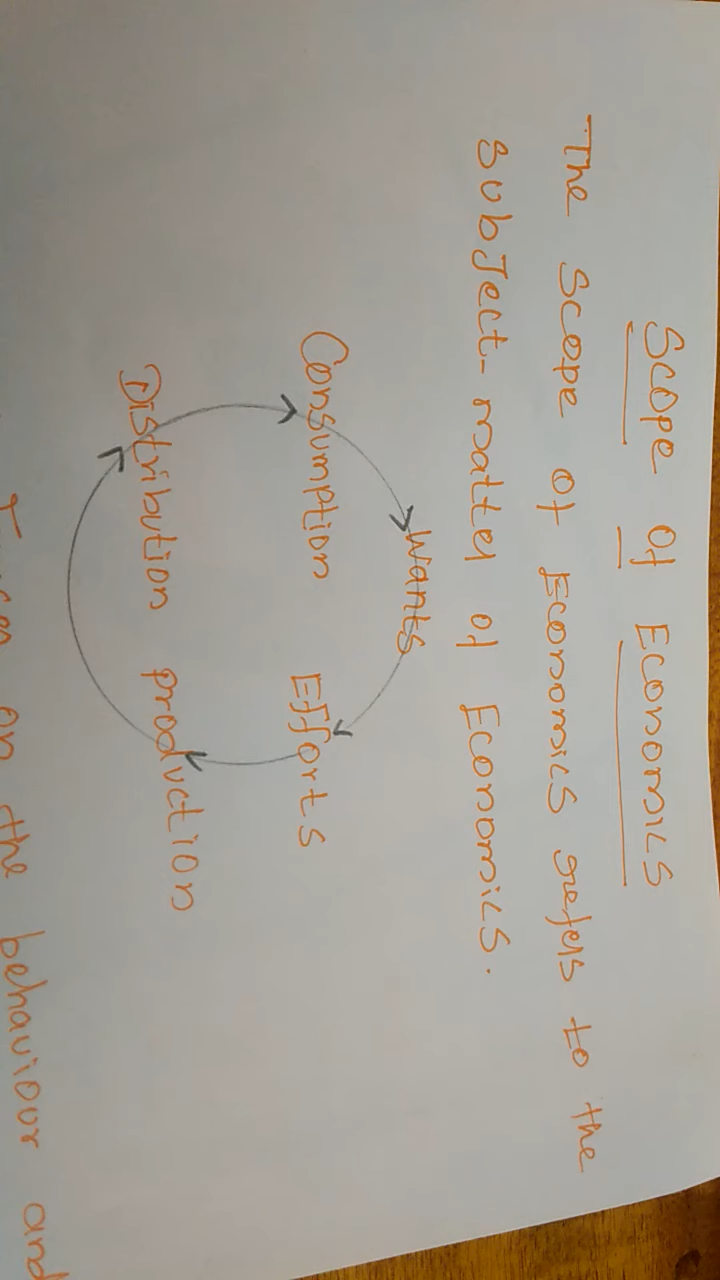 Scope of Economics
The Scope of Economics refers to the
subject-matter of Economics.
Wants
Consumption Efforts
Distribution production
on the behaviour and